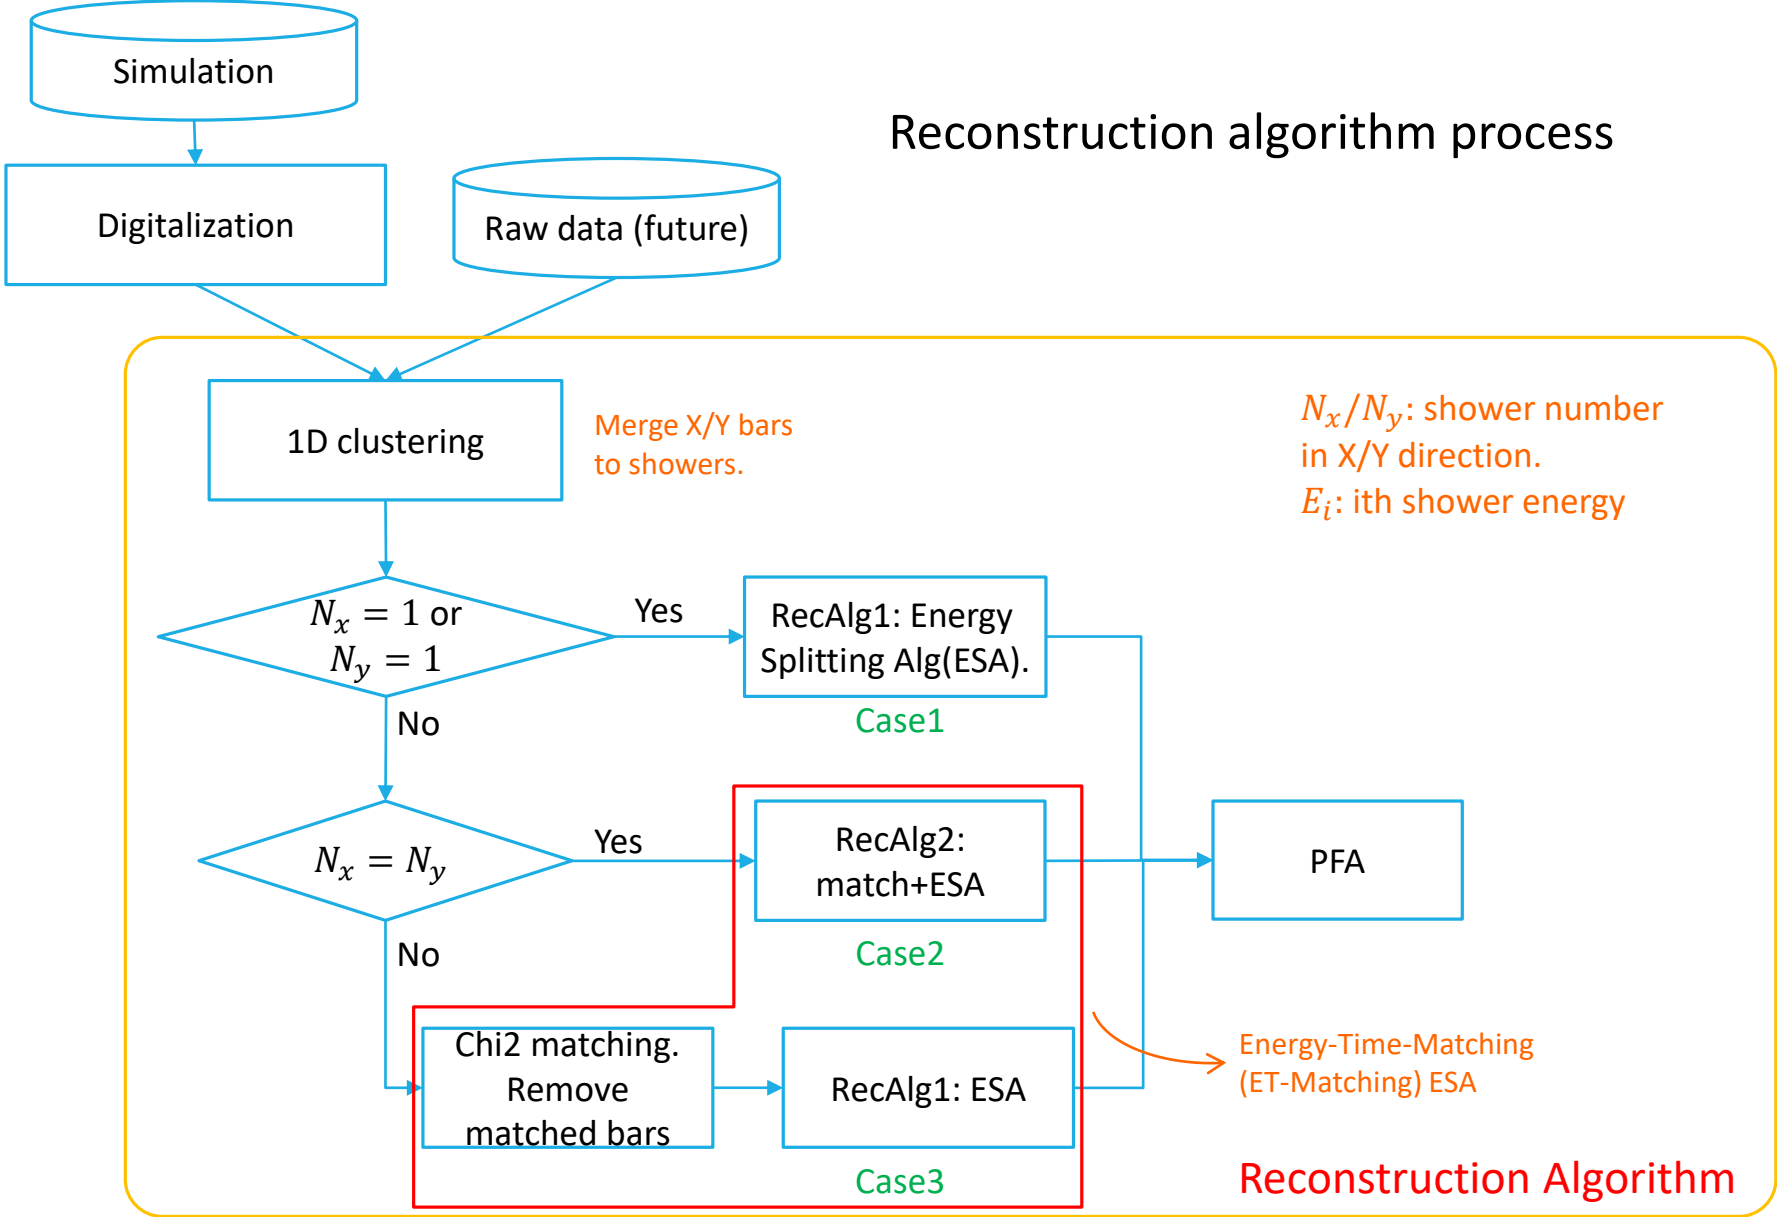 Simulation
Reconstruction algorithm process
Digitalization
Raw data (future)
1D clustering
Merge X/Y bars
to showers.
N_x/N_y: shower number
in X/Y direction.
E_i: ith shower energy
N_x = 1 or
N_y = 1
Yes
RecAlg1: Energy
Splitting Alg(ESA).
Case1
No
N_x = N_y
Yes
RecAlg2:
match+ESA
PFA
Case2
No
Chi2 matching.
Remove
matched bars
RecAlg1: ESA
Energy-Time-Matching
(ET-Matching) ESA
Case3
Reconstruction Algorithm